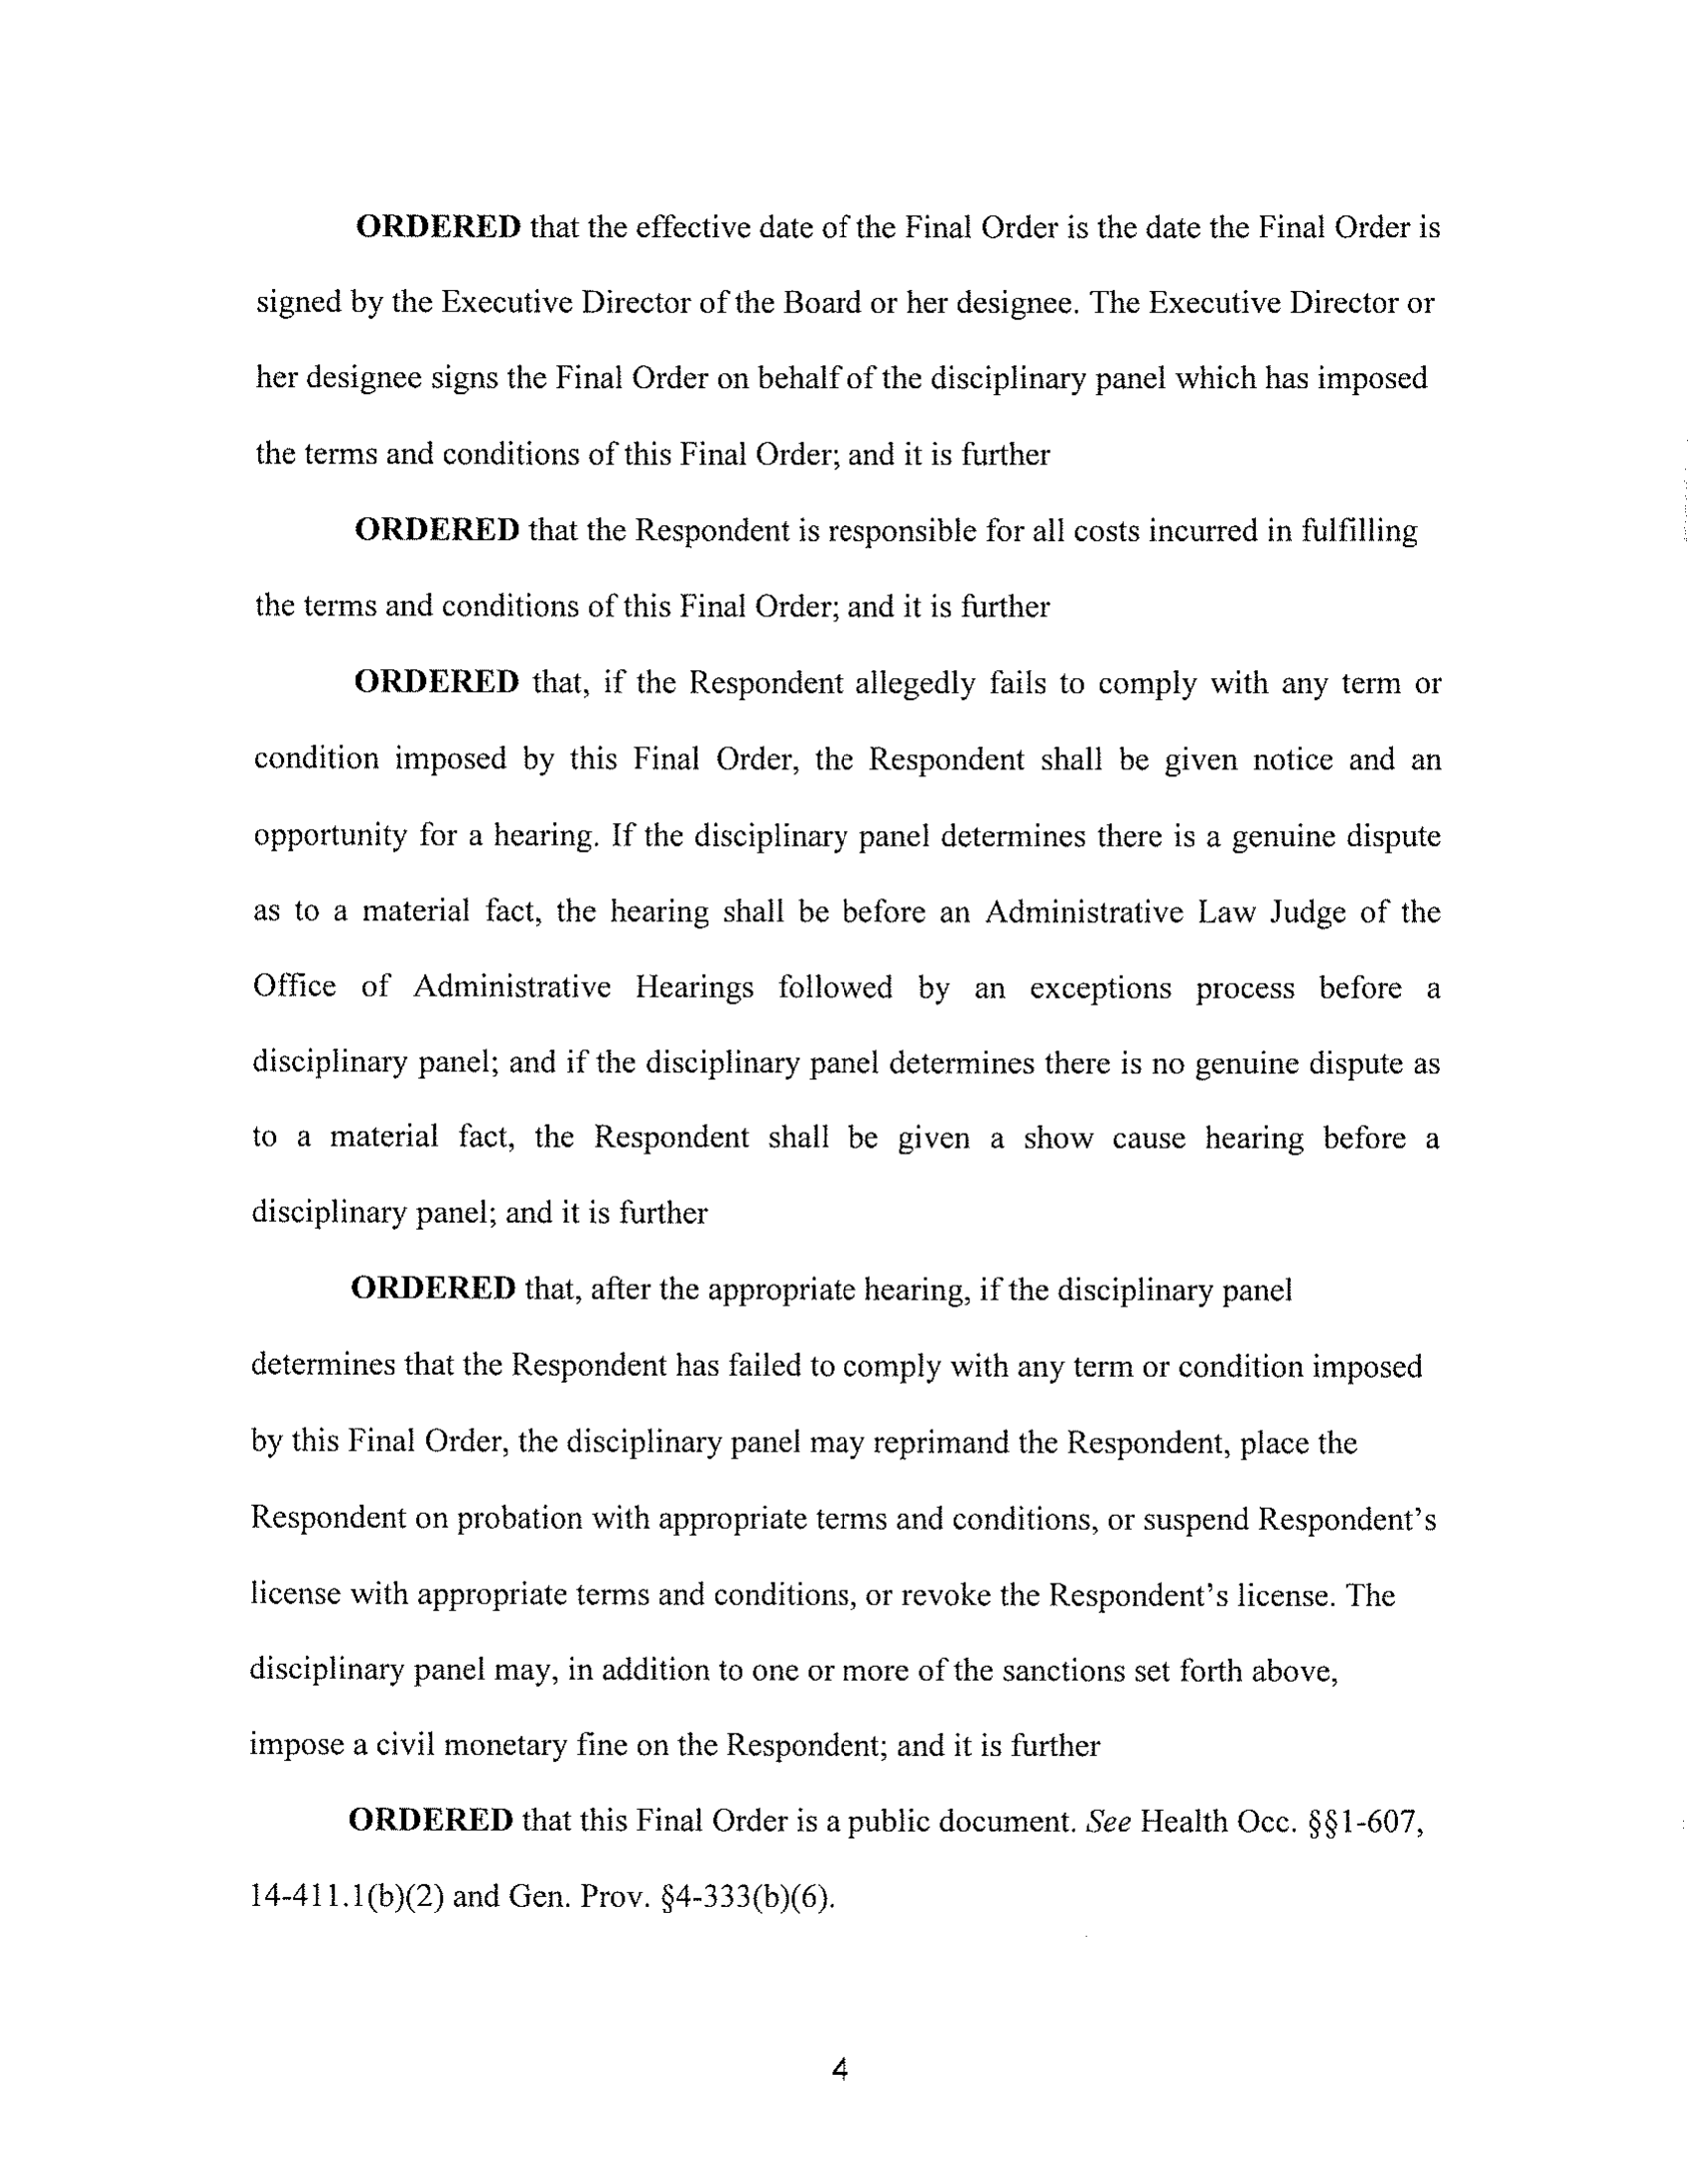 ORDERED that the effective date of the Final Order is the date the Final Order is
signed by the Executive Director of the Board or her designee. The Executive Director or
her designee signs the Final Order on behalf of the disciplinary panel which has imposed
the terms and conditions of this Final Order; and it is further
ORDERED that the Respondent is responsible for all costs incurred in fulfilling
the terms and conditions of this Final Order; and it is further
ORDERED that, if the Respondent allegedly fails to comply with any term or
condition imposed by this Final Order, the Respondent shall be given notice and an
opportunity for a hearing. If the disciplinary panel determines there is a genuine dispute
as to a material fact, the hearing shall be before an Administrative Law Judge of the
Office of Administrative Hearings followed by an exceptions process before a
disciplinary panel; and if the disciplinary panel determines there is no genuine dispute as
to a material fact, the Respondent shall be given a show cause hearing before a
disciplinary panel; and it is further
ORDERED that, after the appropriate hearing, if the disciplinary panel
determines that the Respondent has failed to comply with any term or condition imposed
by this Final Order, the disciplinary panel may reprimand the Respondent, place the
Respondent on probation with appropriate terms and conditions, or suspend Respondent's
license with appropriate terms and conditions, or revoke the Respondent's license. The
disciplinary panel may, in addition to one or more of the sanctions set forth above,
impose a civil monetary fine on the Respondent; and it is further
ORDERED that this Final Order is a public document. See Health Occ. §§1-607,
14-411.1(b)(2) and Gen. Prov. §4-333(b)(6).
4